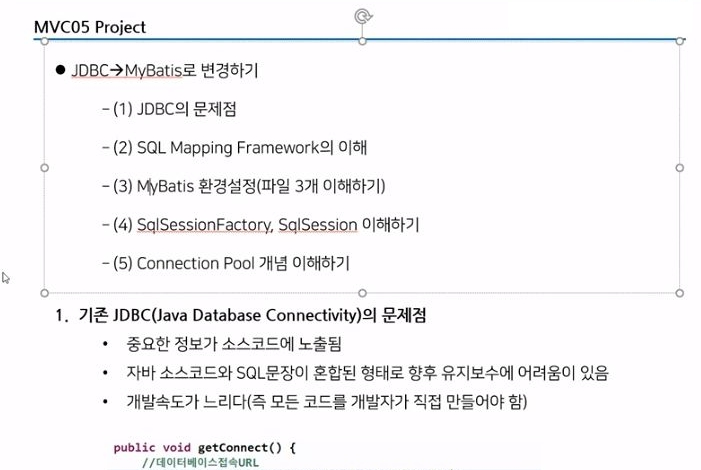 MVC05 Project
● JDBC→MyBatis로 변경하기
– (1) JDBC의 문제점
– (2) SQL Mapping Framework의 이해
– (3) MyBatis 환경설정(파일 3개 이해하기)
– (4) SqlSessionFactory, SqlSession 이해하기
– (5) Connection Pool 개념 이해하기
1. 기존 JDBC(Java Database Connectivity)의 문제점
• 중요한 정보가 소스코드에 노출됨
• 자바 소스코드와 SQL문장이 혼합된 형태로 향후 유지보수에 어려움이 있음
• 개발속도가 느리다(즉 모든 코드를 개발자가 직접 만들어야 함)
public void getConnect() {
//데이터베이스접속URL